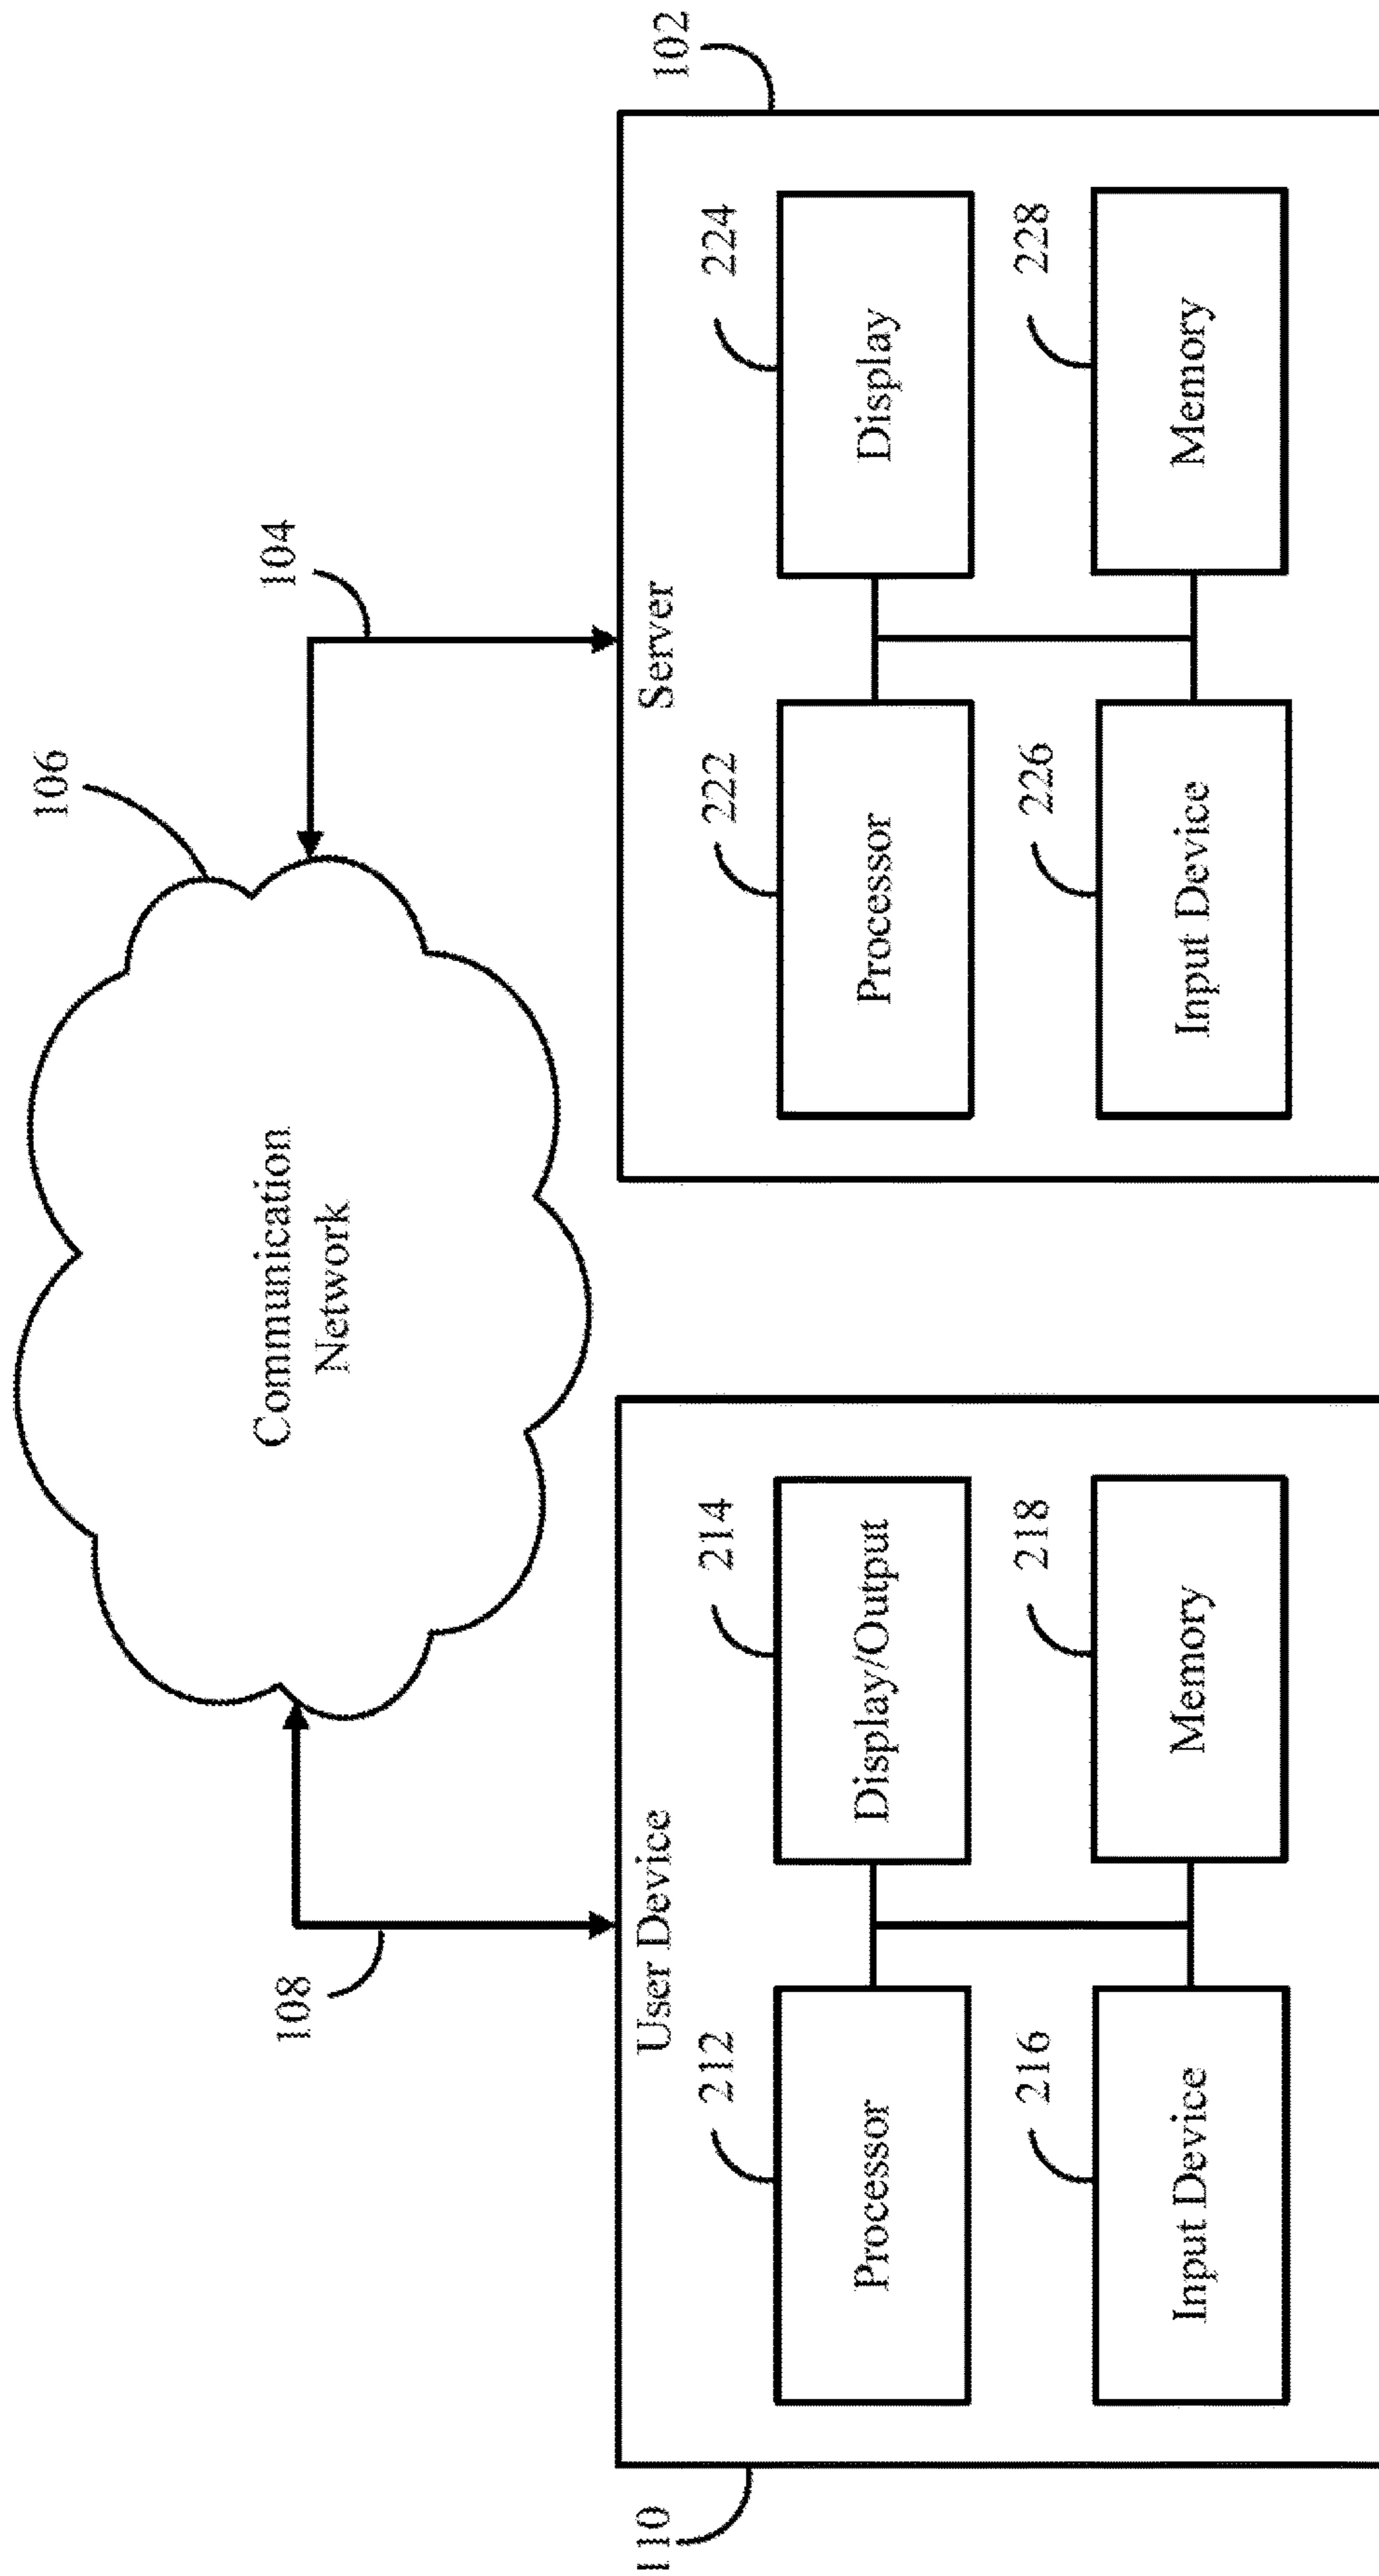 106
Communication
Network
104
108
102
110
User Device
212
Processor
214
Display/Output
216
Input Device
218
Memory
Server
222
Processor
224
Display
226
Input Device
228
Memory